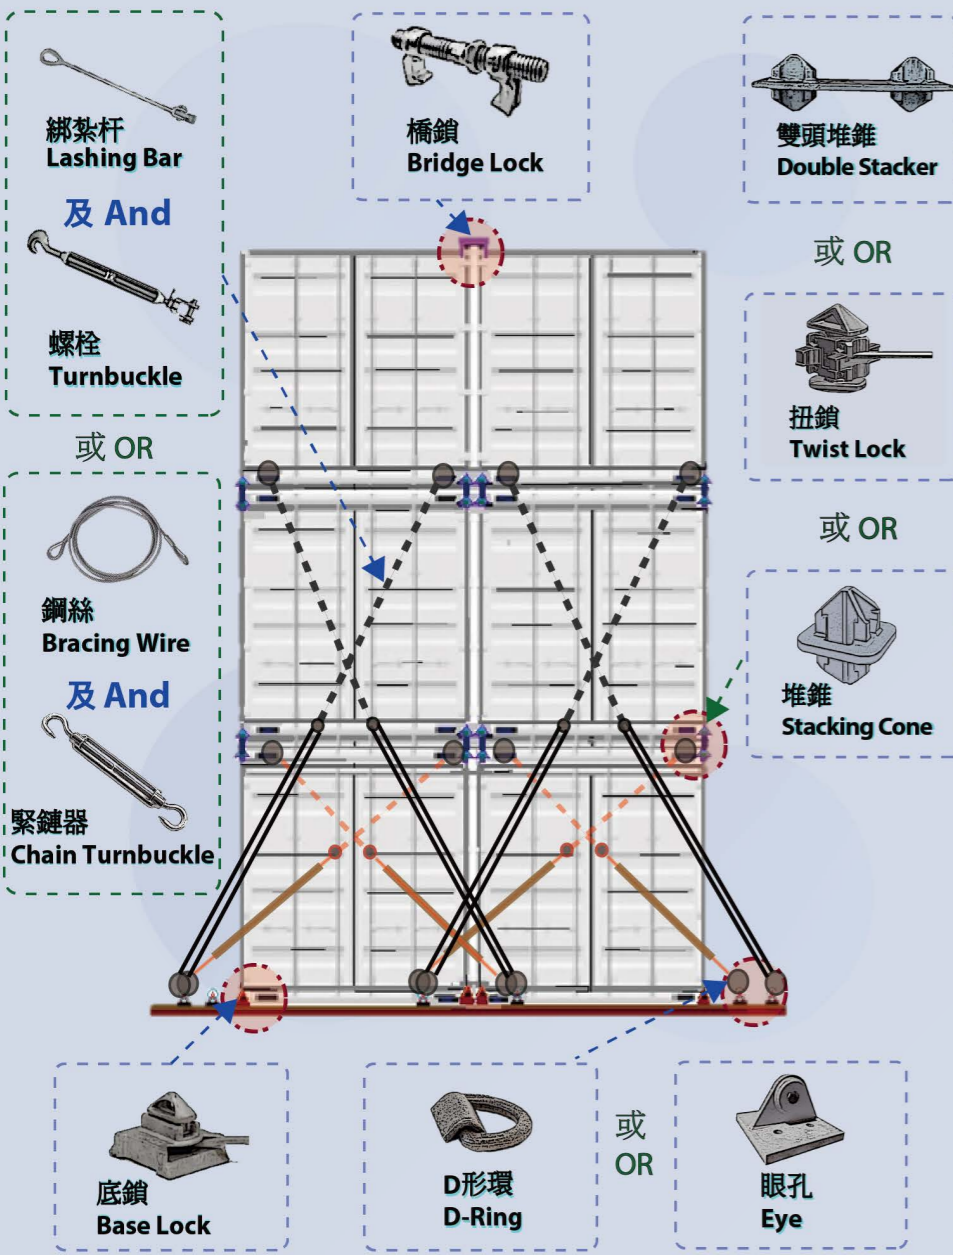 綁紮杆
Lashing Bar
及 And
螺栓
Turnbuckle
或 OR
鋼絲
Bracing Wire
及 And
緊鏈器
Chain Turnbuckle
橋鎖
Bridge Lock
雙頭堆錐
Double Stacker
或 OR
扭鎖
Twist Lock
或 OR
堆錐
Stacking Cone
底鎖
Base Lock
D形環
D-Ring
或
OR
眼孔
Eye